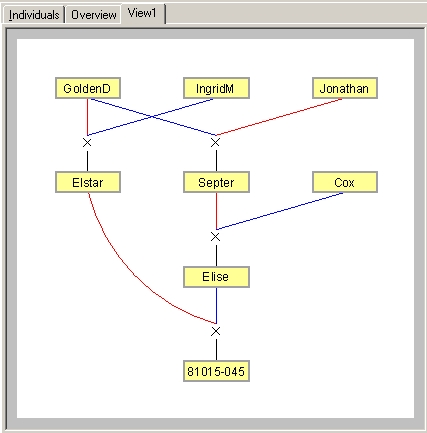 Individuals Overview View1
GoldenD IngridM Jonathan
Elstar Septer Cox
Elise
81015-045